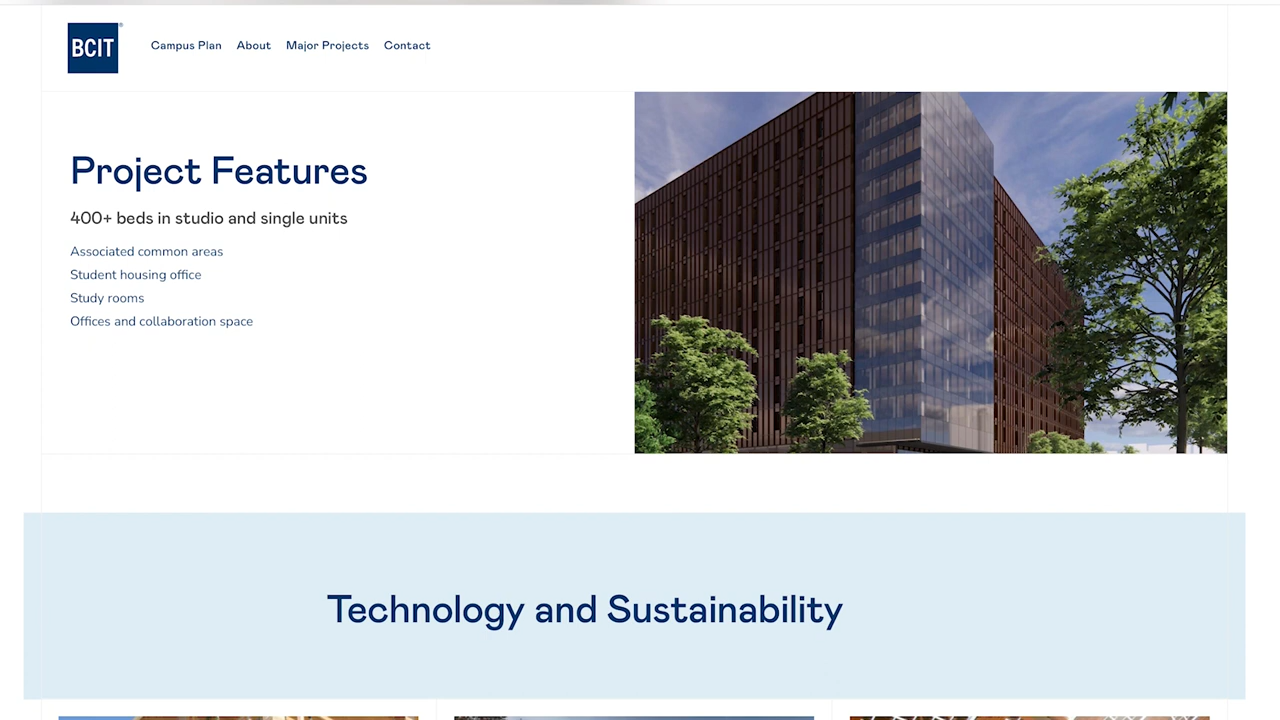 BCIT
Campus Plan About Major Projects Contact
Project Features
400+ beds in studio and single units
Associated common areas
Student housing office
Study rooms
Offices and collaboration space
Technology and Sustainability